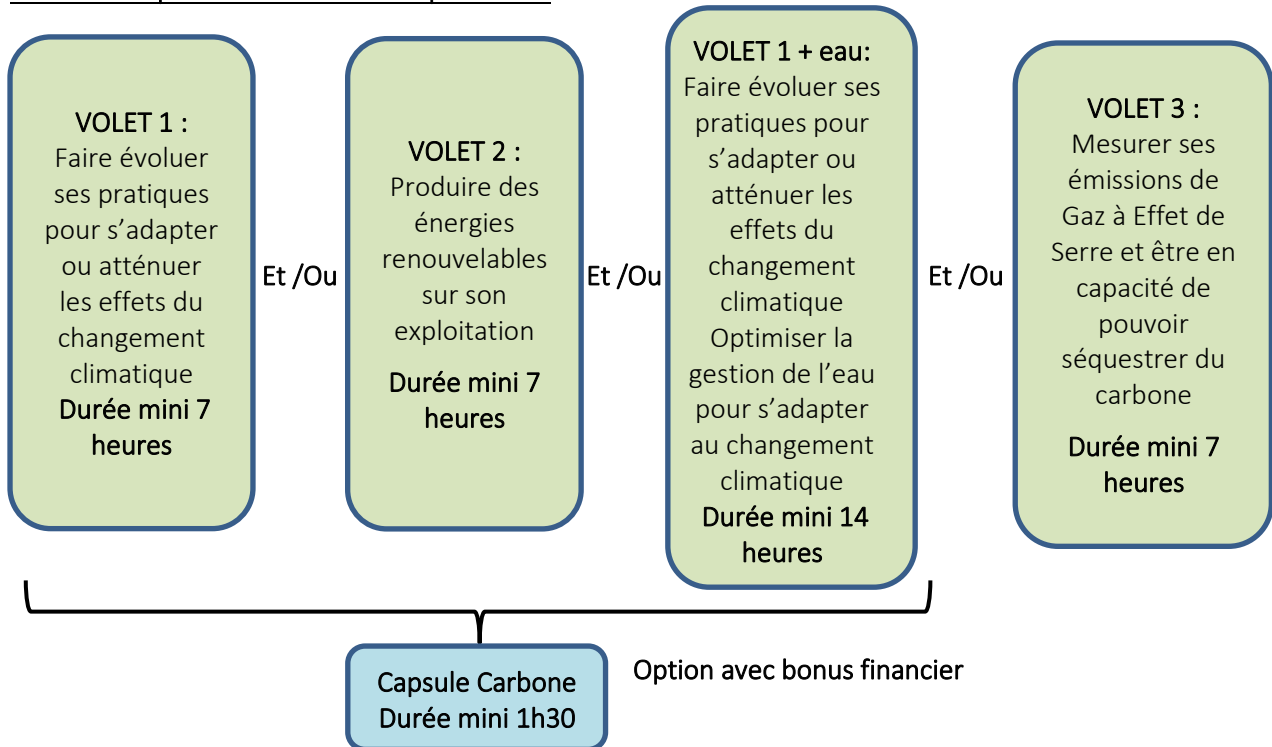 VOLET 1 :
Faire évoluer
ses pratiques
pour s’adapter
ou atténuer
les effets du
changement
climatique
Durée mini 7
heures
Et /Ou
VOLET 2 :
Produire des
énergies
renouvelables
sur son
exploitation
Durée mini 7
heures
Et /Ou
VOLET 1 + eau:
Faire évoluer ses
pratiques pour
s’adapter ou
atténuer les
effets du
changement
climatique
Optimiser la
gestion de l’eau
pour s’adapter
au changement
climatique
Durée mini 14
heures
Et /Ou
VOLET 3 :
Mesurer ses
émissions de
Gaz à Effet de
Serre et être en
capacité de
pouvoir
séquestrer du
carbone
Durée mini 7
heures
Capsule Carbone
Durée mini 1h30
Option avec bonus financier